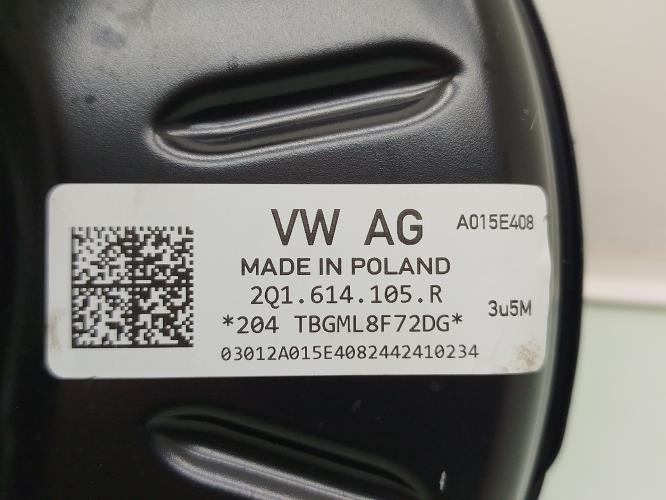 VW AG
A015E408
MADE IN POLAND
2Q1.614.105.R
3u5M
*204 TBGML8F72DG*
03012A015E4082442410234